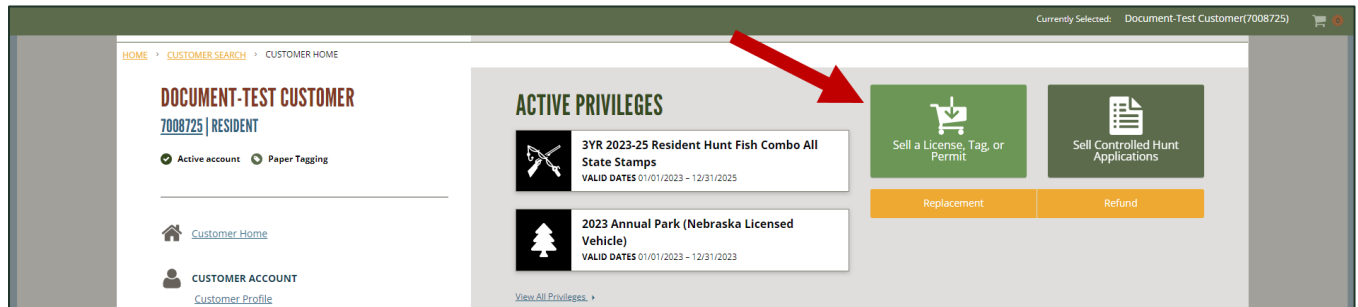 Currently Selected: Document-Test Customer(7008725) 0
HOME > CUSTOMER SEARCH > CUSTOMER HOME
DOCUMENT-TEST CUSTOMER
7008725 | RESIDENT
Active account Paper Tagging
Customer Home
CUSTOMER ACCOUNT
Customer Profile
ACTIVE PRIVILEGES
3YR 2023-25 Resident Hunt Fish Combo All
State Stamps
VALID DATES 01/01/2023 – 12/31/2025
2023 Annual Park (Nebraska Licensed
Vehicle)
VALID DATES 01/01/2023 – 12/31/2023
View All Privileges
Sell a License, Tag, or
Permit
Sell Controlled Hunt
Applications
Replacement
Refund